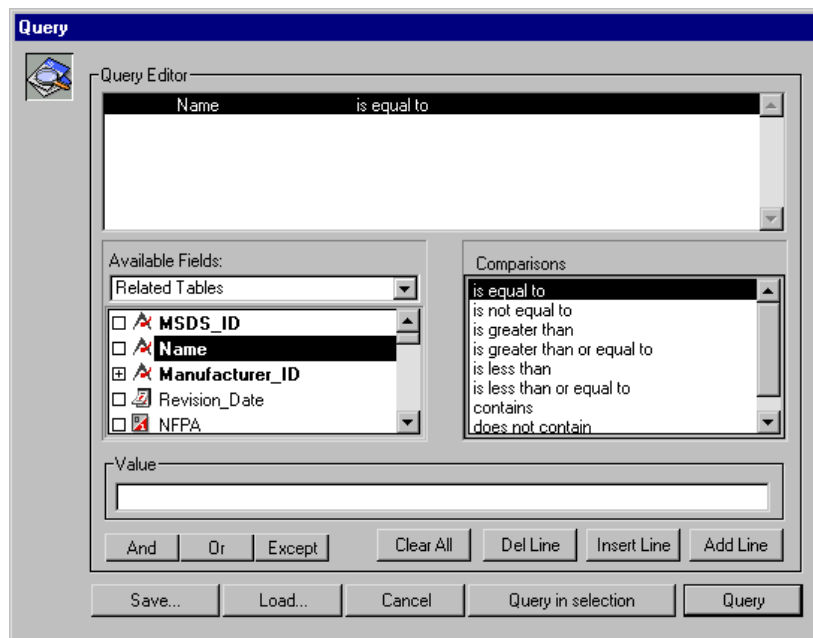 Query
Query Editor
Name is equal to
Available Fields:
Related Tables
MSDS_ID
Name
Manufacturer_ID
Revision_Date
NFPA
Comparisons
is equal to
is not equal to
is greater than
is greater than or equal to
is less than
is less than or equal to
contains
does not contain
Value
And Or Except Clear All Del Line Insert Line Add Line
Save... Load... Cancel Query in selection Query